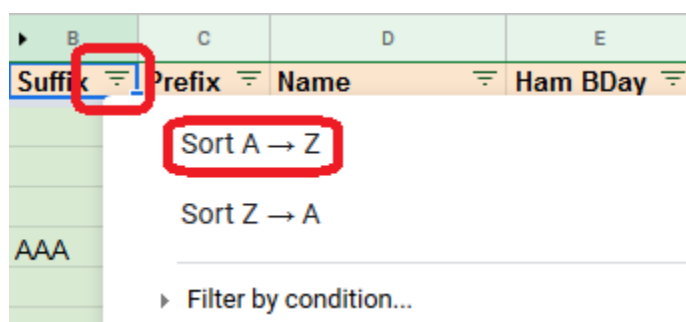 B C D E
Suffix Prefix Name Ham BDay
Sort A → Z
Sort Z → A
AAA
Filter by condition...